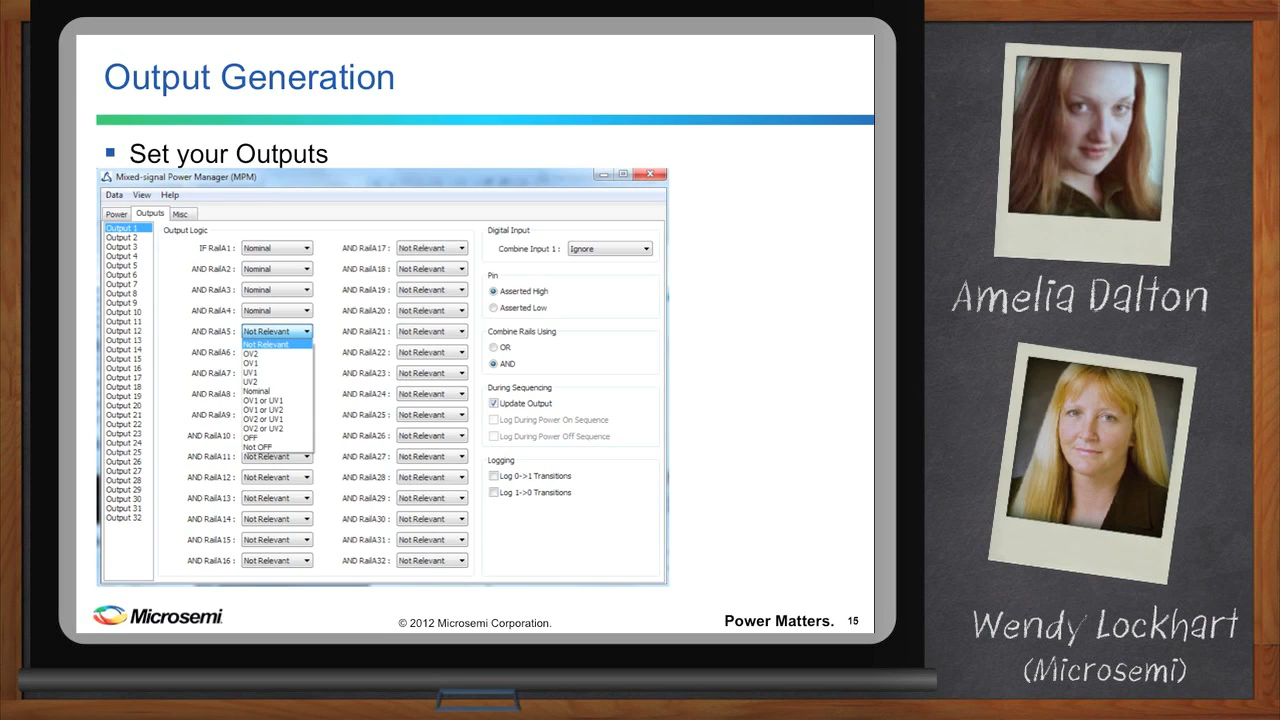 Output Generation
Set your Outputs
Mixed-signal Power Manager (MPM)
Data View Help
Power Outputs Misc
Output 1
Output 2
Output 3
Output 4
Output 5
Output 6
Output 7
Output 8
Output 9
Output 10
Output 11
Output 12
Output 13
Output 14
Output 15
Output 16
Output 17
Output 18
Output 19
Output 20
Output 21
Output 22
Output 23
Output 24
Output 25
Output 26
Output 27
Output 28
Output 29
Output 30
Output 31
Output 32
Output Logic
IF RailA1 : Nominal
AND RailA2 : Nominal
AND RailA3 : Nominal
AND RailA4 : Nominal
AND RailA5 : Not Relevant
Not Relevant
OV2
OV1
UV1
UV2
Nominal
OV1 or UV1
OV1 or UV2
OV2 or UV1
OV2 or UV2
OFF
Not OFF
AND RailA6 :
AND RailA7 :
AND RailA8 :
AND RailA9 :
AND RailA10 :
AND RailA11 : Not Relevant
AND RailA12 : Not Relevant
AND RailA13 : Not Relevant
AND RailA14 : Not Relevant
AND RailA15 : Not Relevant
AND RailA16 : Not Relevant
AND RailA17 : Not Relevant
AND RailA18 : Not Relevant
AND RailA19 : Not Relevant
AND RailA20 : Not Relevant
AND RailA21 : Not Relevant
AND RailA22 : Not Relevant
AND RailA23 : Not Relevant
AND RailA24 : Not Relevant
AND RailA25 : Not Relevant
AND RailA26 : Not Relevant
AND RailA27 : Not Relevant
AND RailA28 : Not Relevant
AND RailA29 : Not Relevant
AND RailA30 : Not Relevant
AND RailA31 : Not Relevant
AND RailA32 : Not Relevant
Digital Input
Combine Input 1 : Ignore
Pin
Asserted High
Asserted Low
Combine Rails Using
OR
AND
During Sequencing
Update Output
Log During Power On Sequence
Log During Power Off Sequence
Logging
Log 0->1 Transitions
Log 1->0 Transitions
Microsemi
© 2012 Microsemi Corporation.
Power Matters. 15
Amelia Dalton
Wendy Lockhart
(Microsemi)